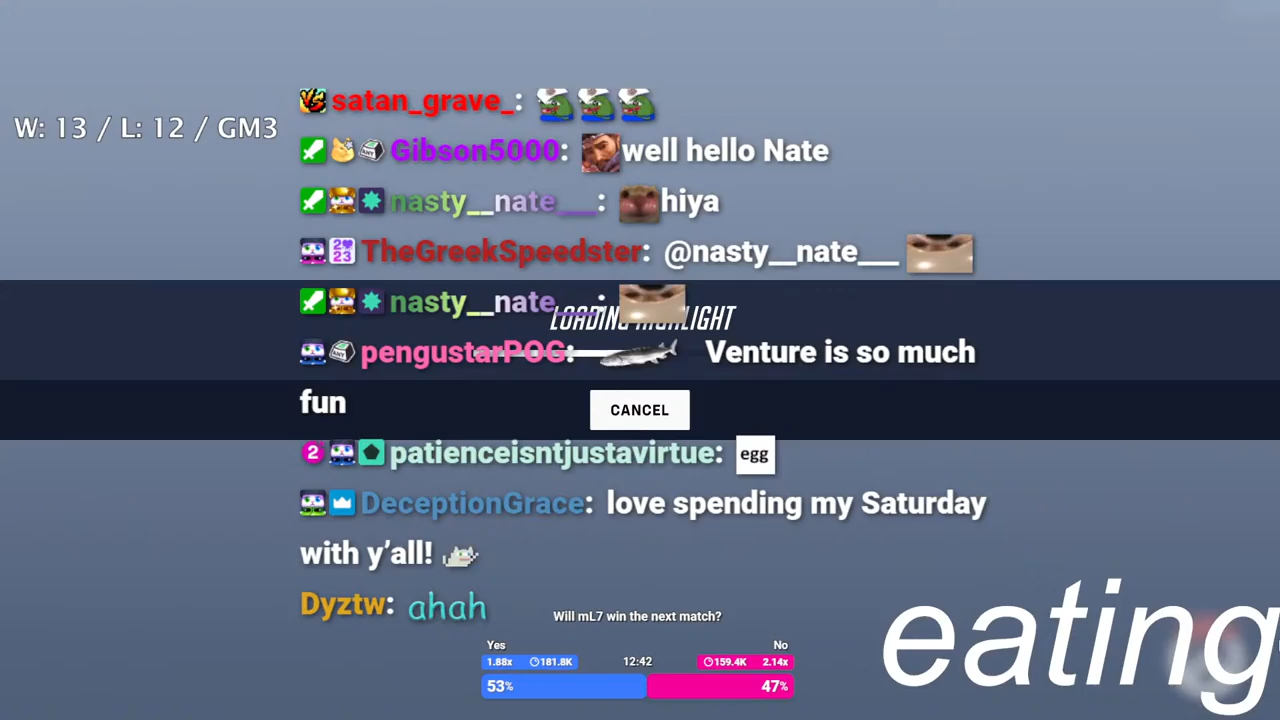 satan_grave_:
W: 13 / L: 12 / GM3
Gibson5000: well hello Nate
nasty__nate___: hiya
TheGreekSpeedster: @nasty__nate___
nasty__nate___:
LOADING HIGHLIGHT
pengustarPOG: Venture is so much
fun
CANCEL
patienceisntjustavirtue: egg
DeceptionGrace: love spending my Saturday
with y’all!
Dyztw: ahah
Will mL7 win the next match?
Yes No
1.88x 181.8K 12:42 159.4K 2.14x
53% 47%
eating